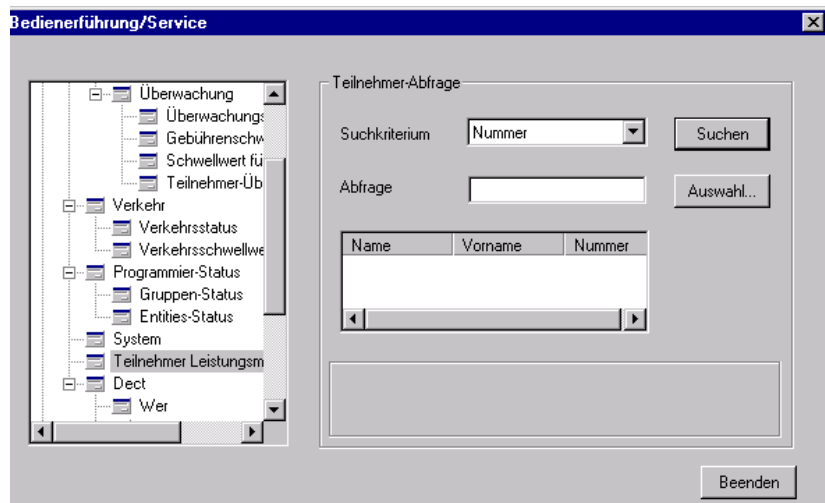 Bedienerführung/Service
Überwachung
Überwachungs
Gebührenschw
Schwellwert fü
Teilnehmer-Üb
Verkehr
Verkehrsstatus
Verkehrsschwellwe
Programmier-Status
Gruppen-Status
Entities-Status
System
Teilnehmer Leistungsm
Dect
Wer
Teilnehmer-Abfrage
Suchkriterium Nummer Suchen
Abfrage Auswahl...
Name Vorname Nummer
Beenden